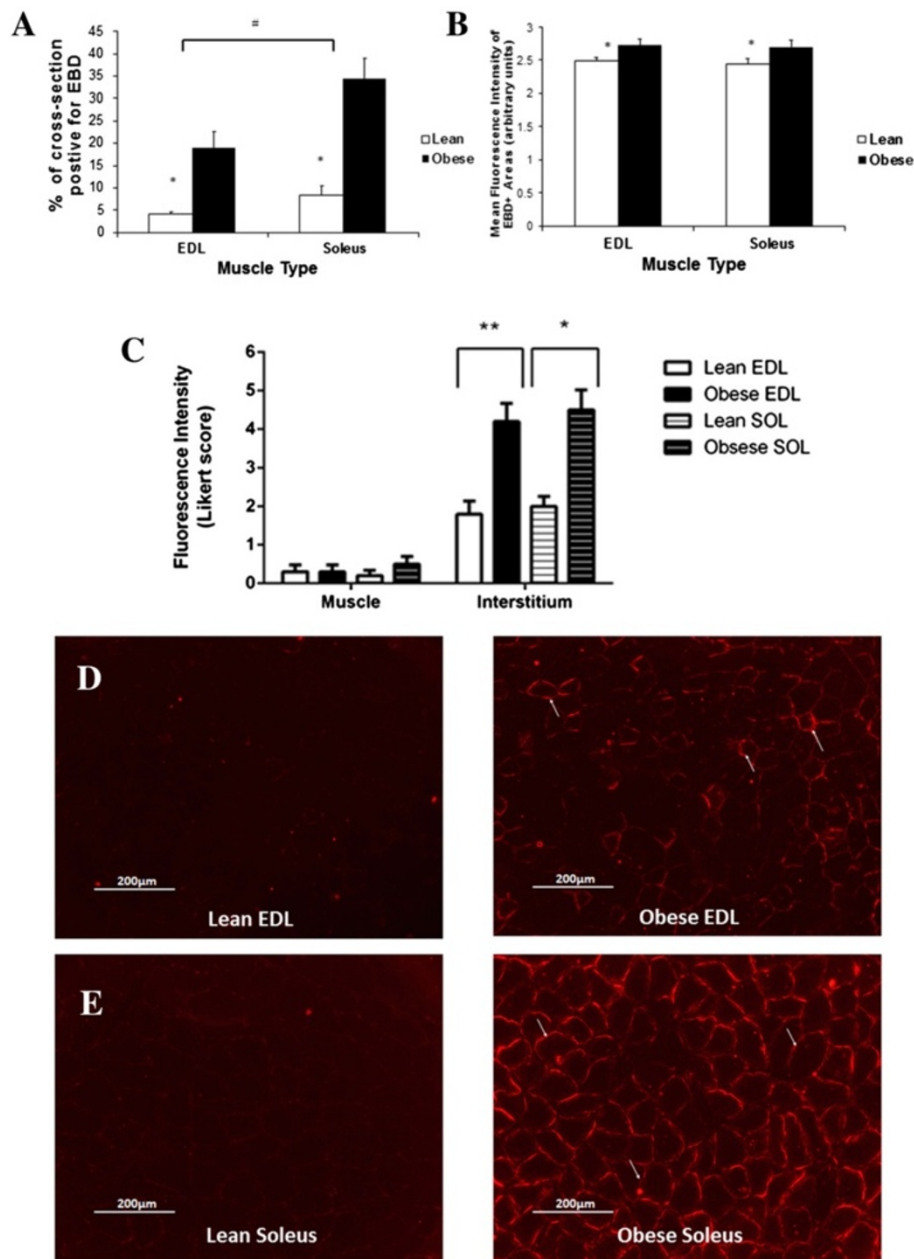 A
#
45
40
35
30
25
20
15
10
5
0
% of cross-section
postive for EBD
*
*
EDL
Soleus
Muscle Type
Lean
Obese
B
3
2.5
2
1.5
1
0.5
0
Mean Fluorescence Intensity of
EBD+ Areas (arbitrary units)
*
*
EDL
Soleus
Muscle Type
Lean
Obese
C
6
5
4
3
2
1
0
Fluorescence Intensity
(Likert score)
**
*
Muscle
Interstitium
Lean EDL
Obese EDL
Lean SOL
Obsese SOL
D
200µm
Lean EDL
200µm
Obese EDL
E
200µm
Lean Soleus
200µm
Obese Soleus